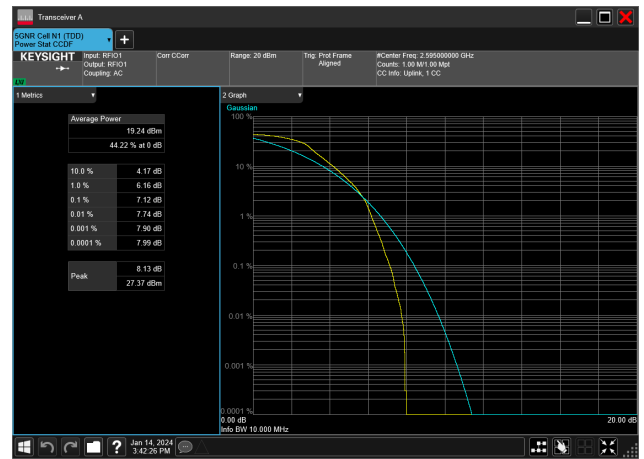 Transceiver A
5GNR Cell N1 (TDD)
Power Stat CCDF
KEYSIGHT
Input: RFIO1
Output: RFIO1
Coupling: AC
Corr CCorr
Range: 20 dBm
Trig: Prot Frame
Aligned
#Center Freq: 2.595000000 GHz
Counts: 1.00 M/1.00 Mpt
CC Info: Uplink, 1 CC
1 Metrics
Average Power
19.24 dBm
44.22 % at 0 dB
10.0 % 4.17 dB
1.0 % 6.16 dB
0.1 % 7.12 dB
0.01 % 7.74 dB
0.001 % 7.90 dB
0.0001 % 7.99 dB
Peak
8.13 dB
27.37 dBm
2 Graph
Gaussian
100 %
10 %
1 %
0.1 %
0.01 %
0.001 %
0.0001 %
0.00 dB
20.00 dB
Info BW 10.000 MHz
Jan 14, 2024
3:42:26 PM